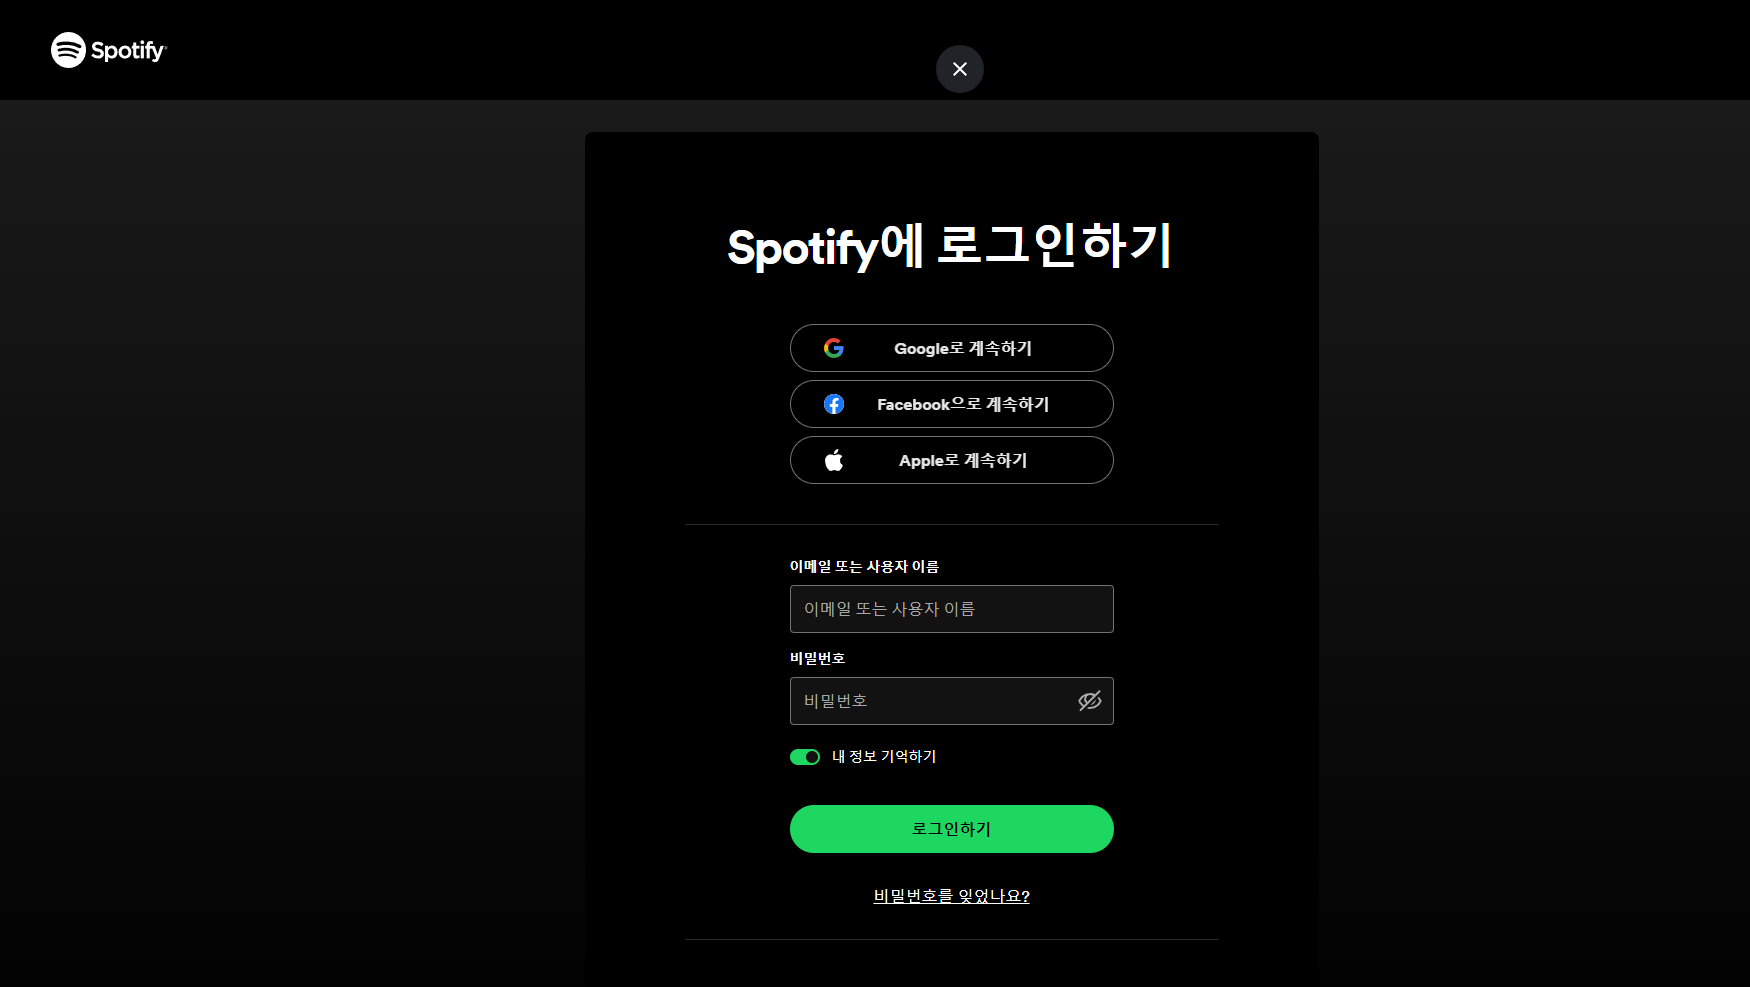 Spotify
Spotify에 로그인하기
Google로 계속하기
Facebook으로 계속하기
Apple로 계속하기
이메일 또는 사용자 이름
이메일 또는 사용자 이름
비밀번호
비밀번호
내 정보 기억하기
로그인하기
비밀번호를 잊었나요?